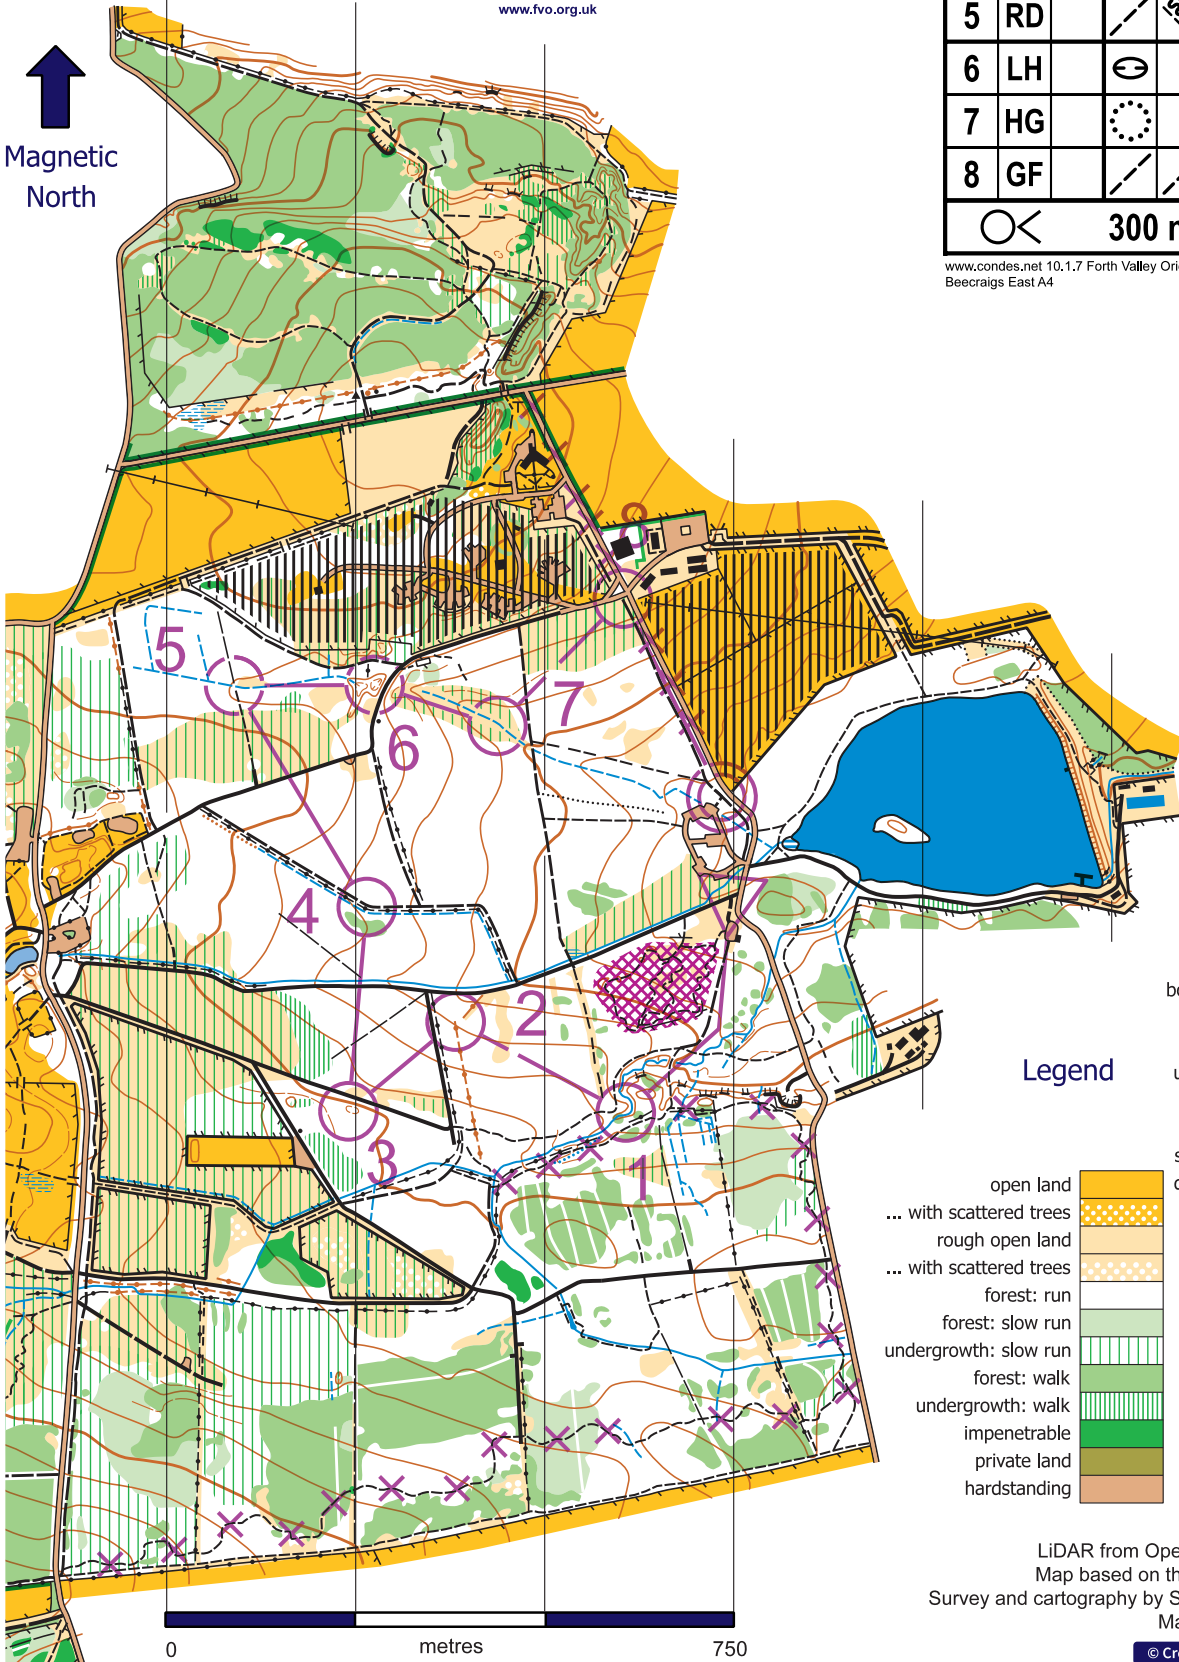 www.fvo.org.uk
5 RD
6 LH
7 HG
8 GF
300
www.condes.net 10.1.7 Forth Valley
Beecraigs East A4
Magnetic
North
8
5
7
6
4
2
3
1
Legend
open land
... with scattered trees
rough open land
... with scattered trees
forest: run
forest: slow run
undergrowth: slow run
forest: walk
undergrowth: walk
impenetrable
private land
hardstanding
LiDAR from
Map based on
Survey and cartography by
0 metres 750
©